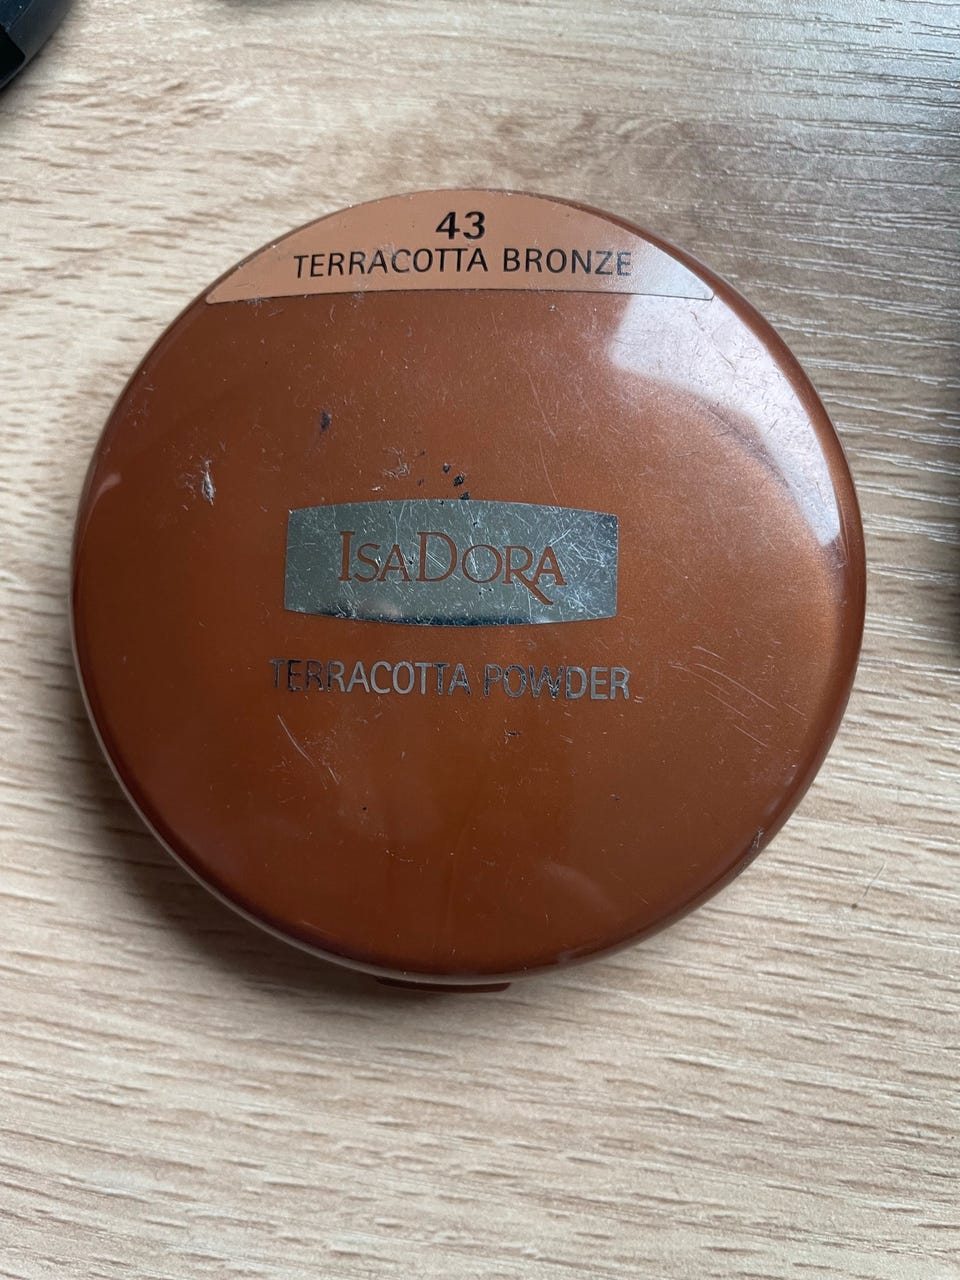 43
TERRACOTTA BRONZE
ISADORA
TERRACOTTA POWDER